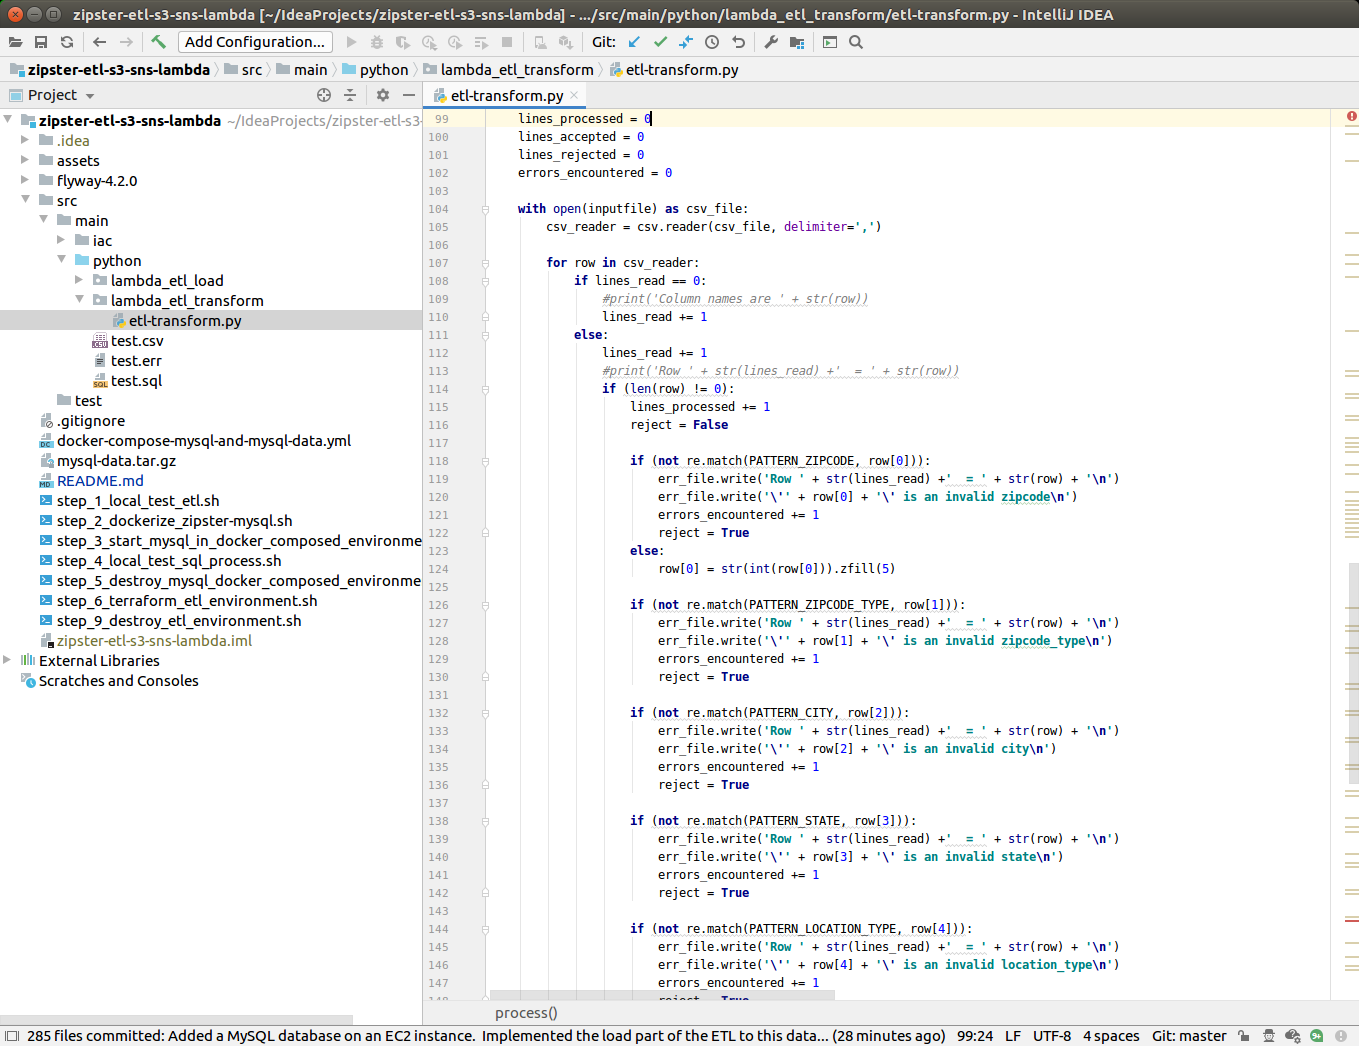 zipster-etl-s3-sns-lambda [~/IdeaProjects/zipster-etl-s3-sns-lambda] - .../src/main/python/lambda_etl_transform/etl-transform.py - IntelliJ IDEA
Add Configuration...
Git:
zipster-etl-s3-sns-lambda src main python lambda_etl_transform etl-transform.py
Project
etl-transform.py
zipster-etl-s3-sns-lambda ~/IdeaProjects/zipster-etl-s3-
.idea
assets
flyway-4.2.0
src
main
iac
python
lambda_etl_load
lambda_etl_transform
etl-transform.py
test.csv
test.err
test.sql
test
.gitignore
docker-compose-mysql-and-mysql-data.yml
mysql-data.tar.gz
README.md
step_1_local_test_etl.sh
step_2_dockerize_zipster-mysql.sh
step_3_start_mysql_in_docker_composed_environme
step_4_local_test_sql_process.sh
step_5_destroy_mysql_docker_composed_environme
step_6_terraform_etl_environment.sh
step_9_destroy_etl_environment.sh
zipster-etl-s3-sns-lambda.iml
External Libraries
Scratches and Consoles
99 lines_processed = 0
100 lines_accepted = 0
101 lines_rejected = 0
102 errors_encountered = 0
103
104 with open(inputfile) as csv_file:
105 csv_reader = csv.reader(csv_file, delimiter=',')
106
107 for row in csv_reader:
108 if lines_read == 0:
109 #print('Column names are ' + str(row))
110 lines_read += 1
111 else:
112 lines_read += 1
113 #print('Row ' + str(lines_read) +'  = ' + str(row))
114 if (len(row) != 0):
115 lines_processed += 1
116 reject = False
117
118 if (not re.match(PATTERN_ZIPCODE, row[0])):
119 err_file.write('Row ' + str(lines_read) +'  = ' + str(row) + '\n')
120 err_file.write('\'' + row[0] + '\' is an invalid zipcode\n')
121 errors_encountered += 1
122 reject = True
123 else:
124 row[0] = str(int(row[0])).zfill(5)
125
126 if (not re.match(PATTERN_ZIPCODE_TYPE, row[1])):
127 err_file.write('Row ' + str(lines_read) +'  = ' + str(row) + '\n')
128 err_file.write('\'' + row[1] + '\' is an invalid zipcode_type\n')
129 errors_encountered += 1
130 reject = True
131
132 if (not re.match(PATTERN_CITY, row[2])):
133 err_file.write('Row ' + str(lines_read) +'  = ' + str(row) + '\n')
134 err_file.write('\'' + row[2] + '\' is an invalid city\n')
135 errors_encountered += 1
136 reject = True
137
138 if (not re.match(PATTERN_STATE, row[3])):
139 err_file.write('Row ' + str(lines_read) +'  = ' + str(row) + '\n')
140 err_file.write('\'' + row[3] + '\' is an invalid state\n')
141 errors_encountered += 1
142 reject = True
143
144 if (not re.match(PATTERN_LOCATION_TYPE, row[4])):
145 err_file.write('Row ' + str(lines_read) +'  = ' + str(row) + '\n')
146 err_file.write('\'' + row[4] + '\' is an invalid location_type\n')
147 errors_encountered += 1
148 reject = True
process()
285 files committed: Added a MySQL database on an EC2 instance. Implemented the load part of the ETL to this data... (28 minutes ago) 99:24 LF UTF-8 4 spaces Git: master